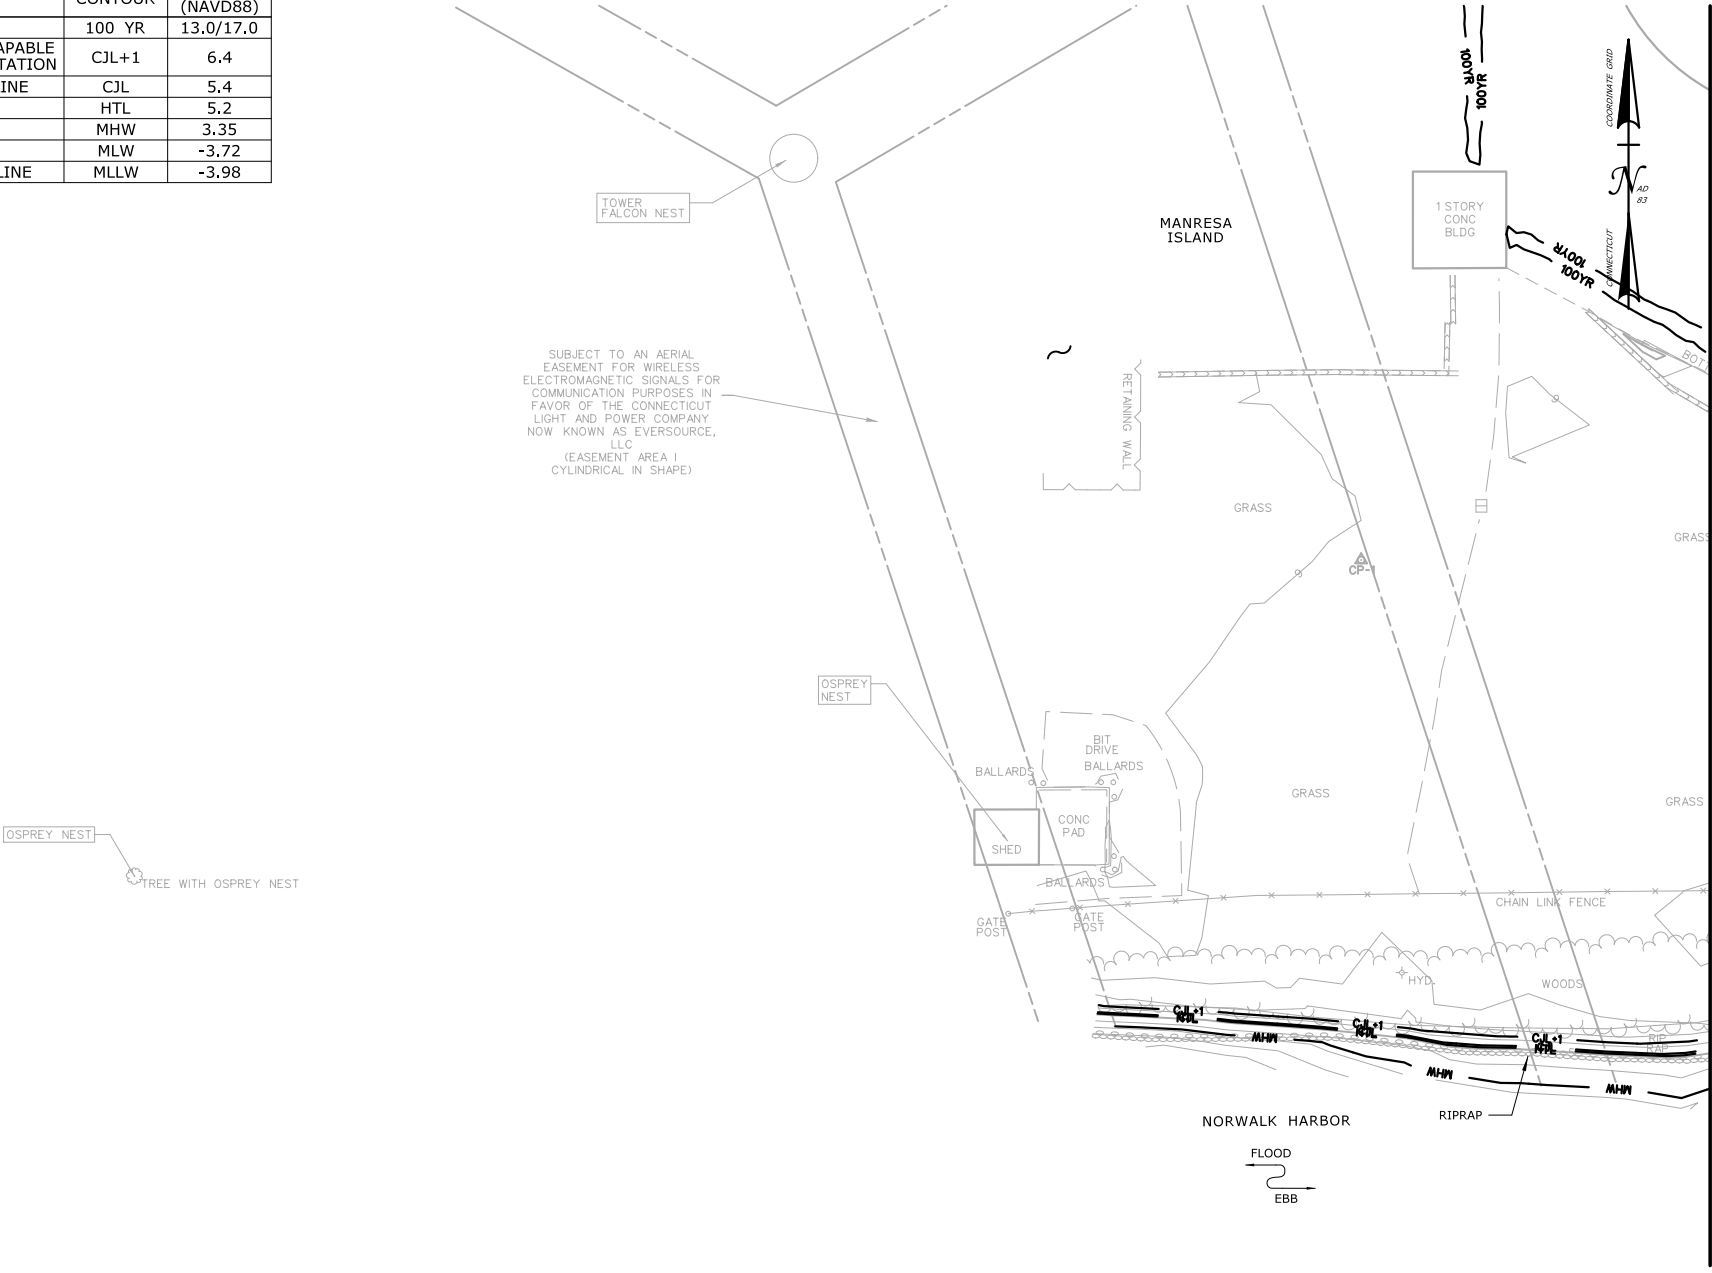 CONTOUR
(NAVD88)
100 YR 13.0/17.0
APABLE
TATION
CJL+1 6.4
INE CJL 5.4
HTL 5.2
MHW 3.35
MLW -3.72
LINE MLLW -3.98
100YR
100YR
COORDINATE GRID
N
AD
83
CONNECTICUT
TOWER
FALCON NEST
MANRESA
ISLAND
1 STORY
CONC
BLDG
100YR
100YR
SUBJECT TO AN AERIAL
EASEMENT FOR WIRELESS
ELECTROMAGNETIC SIGNALS FOR
COMMUNICATION PURPOSES IN
FAVOR OF THE CONNECTICUT
LIGHT AND POWER COMPANY
NOW KNOWN AS EVERSOURCE,
LLC
(EASEMENT AREA I
CYLINDRICAL IN SHAPE)
RETAINING WALL
BOT
GRASS
GRASS
CP-1
OSPREY
NEST
BIT
DRIVE
BALLARDS
BALLARDS
GRASS
GRASS
CONC
PAD
SHED
OSPREY NEST
TREE WITH OSPREY NEST
BALLARDS
CHAIN LINK FENCE
GATE
POST
GATE
POST
HYD.
WOODS
CJL+1
CJL+1
CJL+1
RIP
RAP
MHW
MHW
MHW
RIPRAP
NORWALK HARBOR
FLOOD
EBB